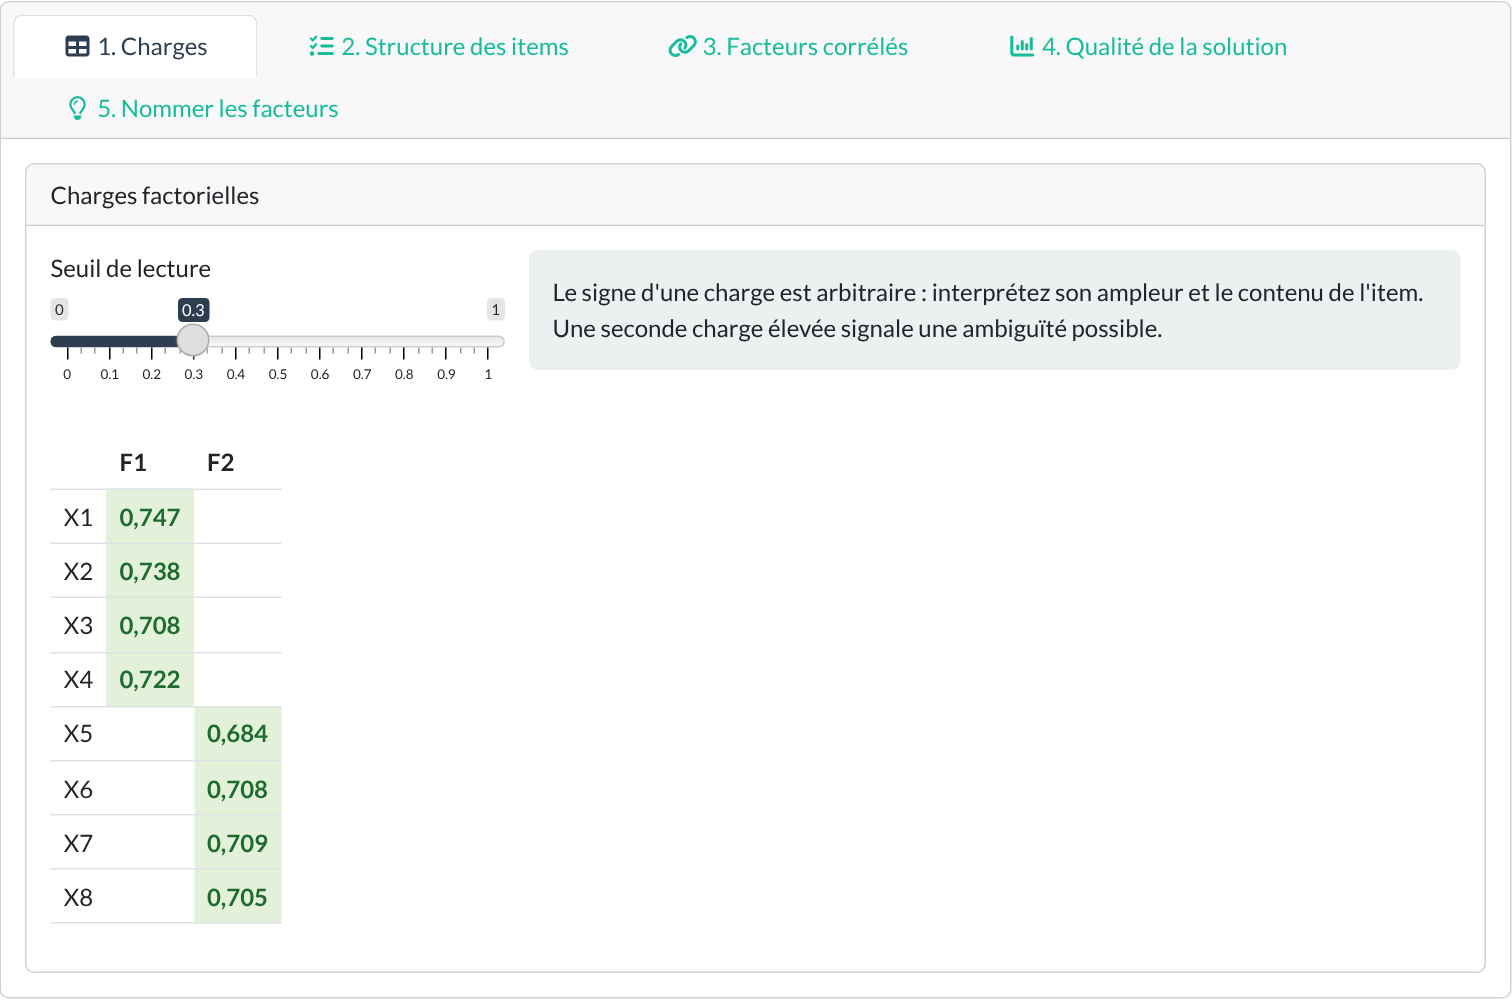 1. Charges
2. Structure des items
3. Facteurs corrélés
4. Qualité de la solution
5. Nommer les facteurs
Charges factorielles
Seuil de lecture
0 0.3 1
0 0.1 0.2 0.3 0.4 0.5 0.6 0.7 0.8 0.9 1
Le signe d'une charge est arbitraire : interprétez son ampleur et le contenu de l'item.
Une seconde charge élevée signale une ambiguïté possible.
F1 F2
X1 0,747
X2 0,738
X3 0,708
X4 0,722
X5 0,684
X6 0,708
X7 0,709
X8 0,705